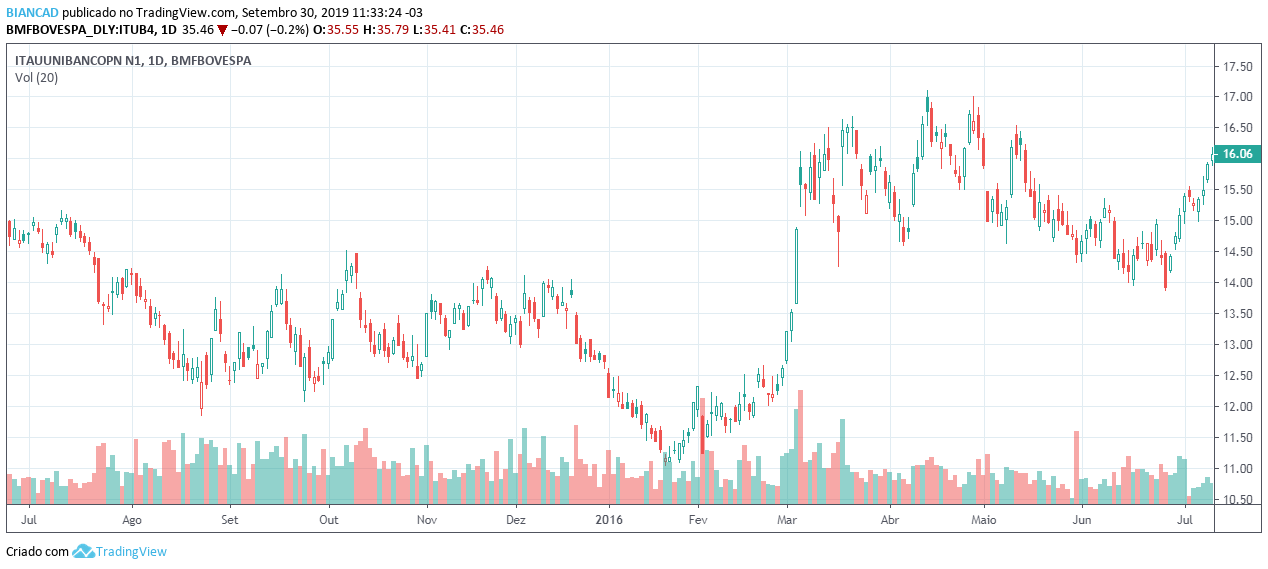 BIANCAD publicado no TradingView.com, Setembro 30, 2019 11:33:24 -03
BMFBOVESPA_DLY:ITUB4, 1D 35.46 ▼ −0.07 (−0.2%) O:35.55 H:35.79 L:35.41 C:35.46
ITAUUNIBANCOPN N1, 1D, BMFBOVESPA
Vol (20)
17.50
17.00
16.50
16.06
15.50
15.00
14.50
14.00
13.50
13.00
12.50
12.00
11.50
11.00
10.50
Jul Ago Set Out Nov Dez 2016 Fev Mar Abr Maio Jun Jul
Criado com TradingView